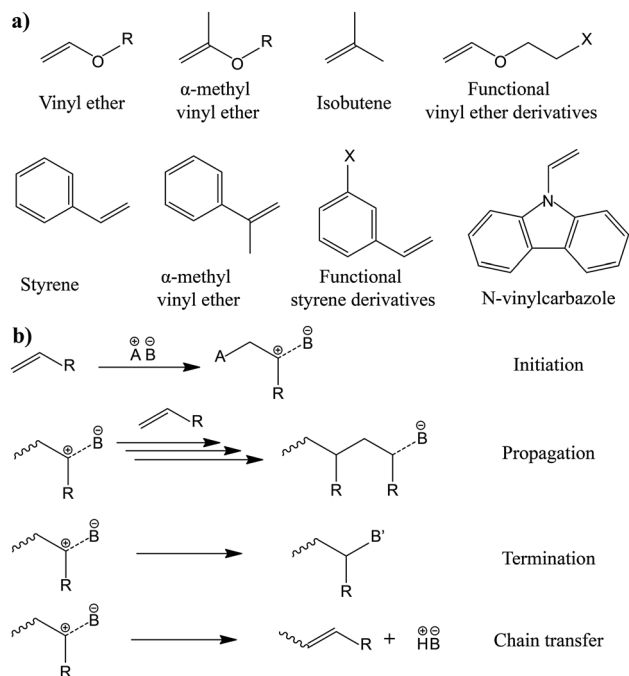 a)
R
O
Vinyl ether
R
O
α-methyl
vinyl ether
Isobutene
O
X
Functional
vinyl ether derivatives
Styrene
α-methyl
vinyl ether
X
Functional
styrene derivatives
N
N-vinylcarbazole
b)
R
⊕ ⊖
A B
A
⊕
⊖
B
R
Initiation
⊕
⊖
B
R
R
⊖
B
R
R
Propagation
⊕
⊖
B
R
B'
R
Termination
⊕
⊖
B
R
R
+
⊕ ⊖
HB
Chain transfer